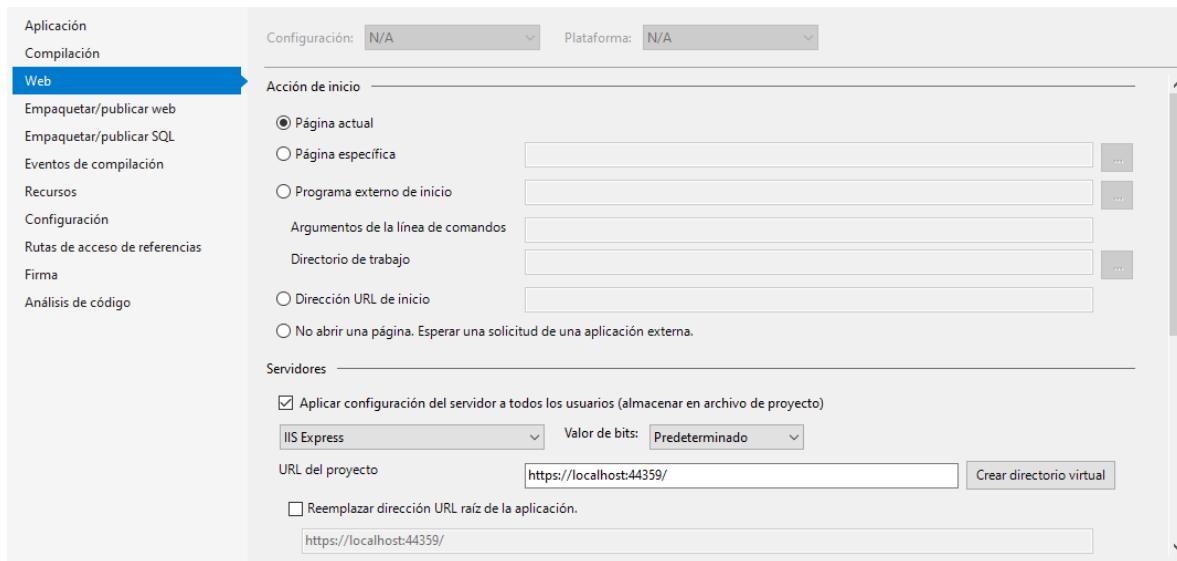 Aplicación
Compilación
Web
Empaquetar/publicar web
Empaquetar/publicar SQL
Eventos de compilación
Recursos
Configuración
Rutas de acceso de referencias
Firma
Análisis de código
Configuración: N/A Plataforma: N/A
Acción de inicio
Página actual
Página específica ...
Programa externo de inicio ...
Argumentos de la línea de comandos
Directorio de trabajo ...
Dirección URL de inicio
No abrir una página. Esperar una solicitud de una aplicación externa.
Servidores
Aplicar configuración del servidor a todos los usuarios (almacenar en archivo de proyecto)
IIS Express Valor de bits: Predeterminado
URL del proyecto https://localhost:44359/ Crear directorio virtual
Reemplazar dirección URL raíz de la aplicación.
https://localhost:44359/